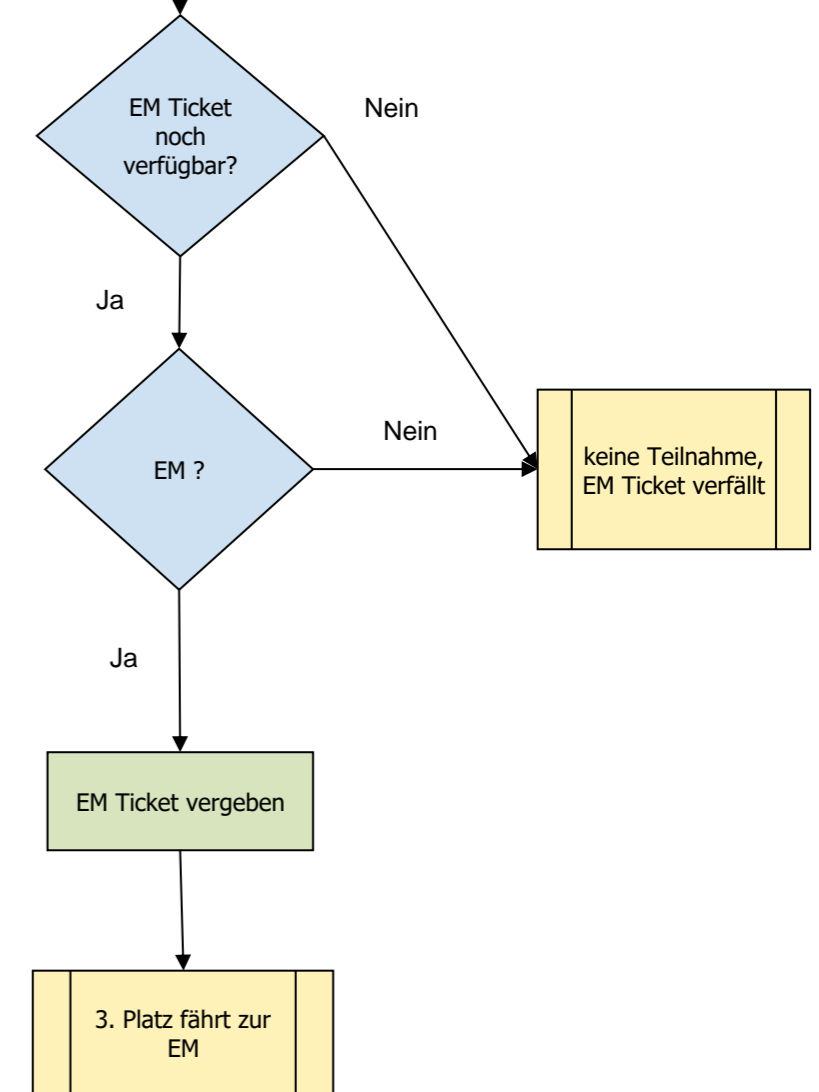 EM Ticket
noch
verfügbar?
Nein
Ja
EM ?
Nein
keine Teilnahme,
EM Ticket verfällt
Ja
EM Ticket vergeben
3. Platz fährt zur
EM